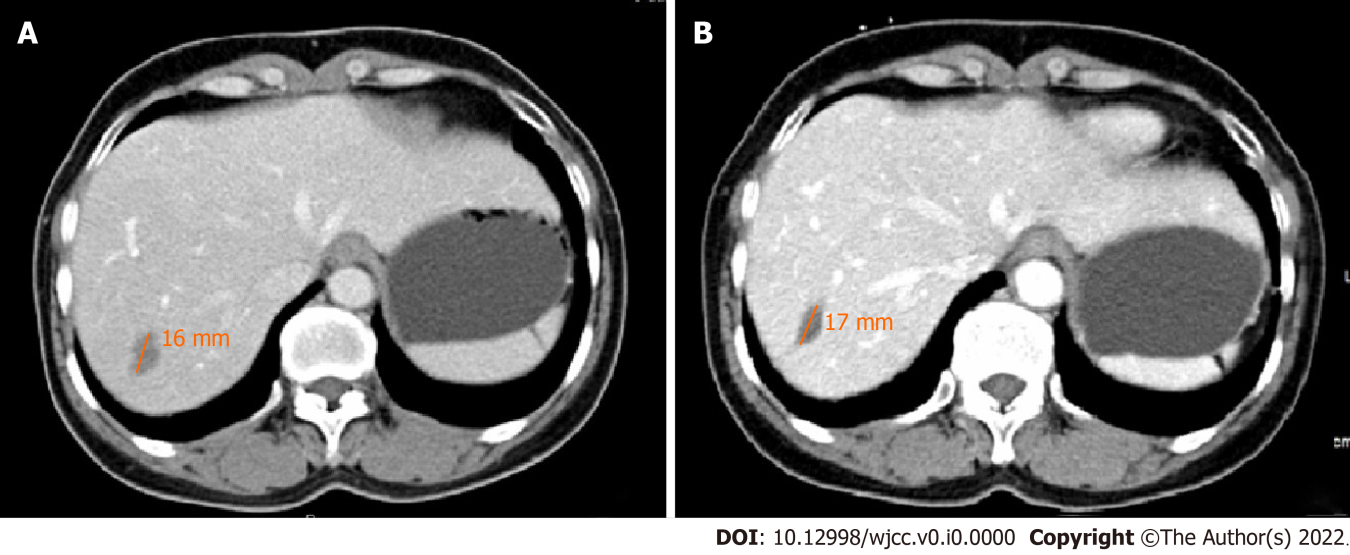 A
B
16 mm
17 mm
DOI: 10.12998/wjcc.v0.i0.0000 Copyright ©The Author(s) 2022.